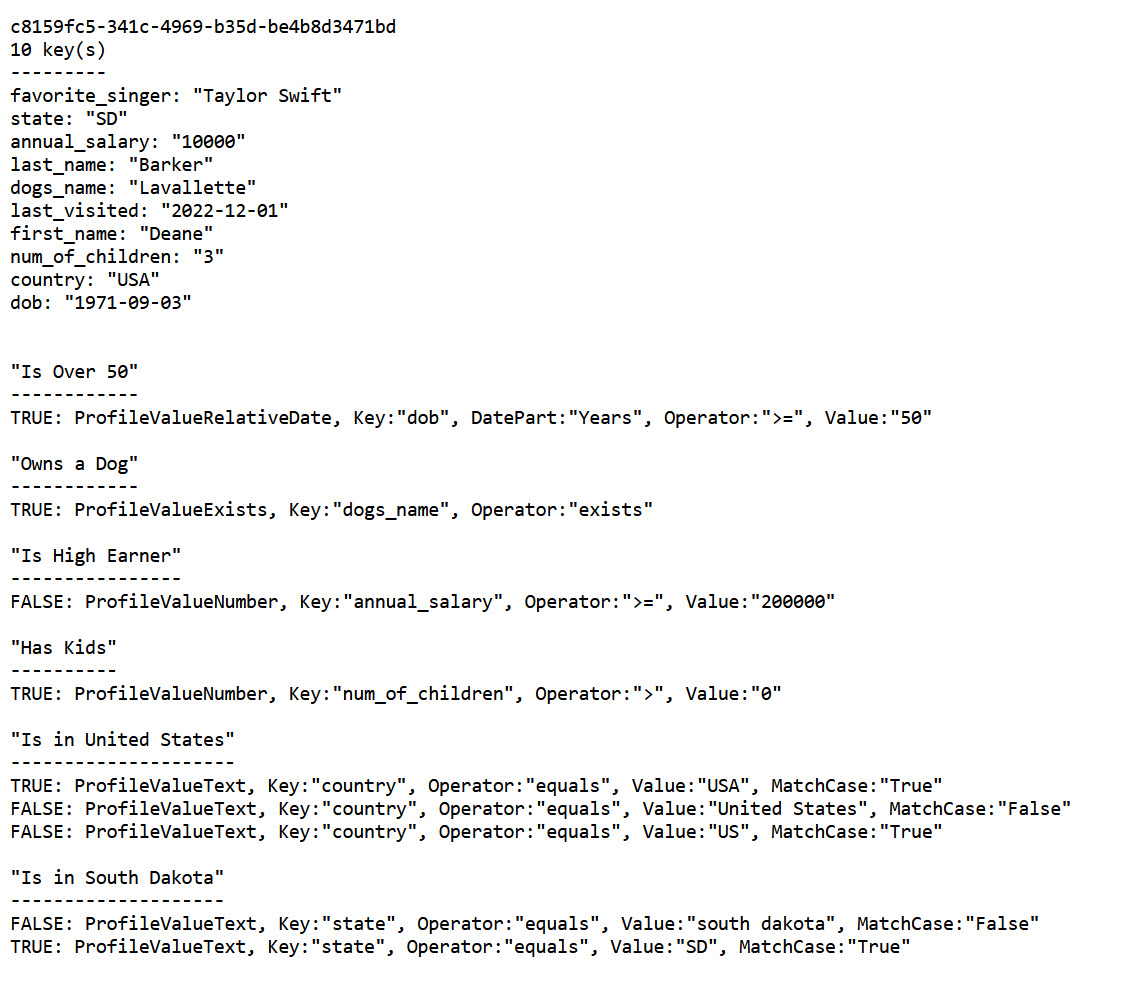 c8159fc5-341c-4969-b35d-be4b8d3471bd
10 key(s)
---------
favorite_singer: "Taylor Swift"
state: "SD"
annual_salary: "10000"
last_name: "Barker"
dogs_name: "Lavallette"
last_visited: "2022-12-01"
first_name: "Deane"
num_of_children: "3"
country: "USA"
dob: "1971-09-03"
"Is Over 50"
------------
TRUE: ProfileValueRelativeDate, Key:"dob", DatePart:"Years", Operator:">=", Value:"50"
"Owns a Dog"
------------
TRUE: ProfileValueExists, Key:"dogs_name", Operator:"exists"
"Is High Earner"
----------------
FALSE: ProfileValueNumber, Key:"annual_salary", Operator:">=", Value:"200000"
"Has Kids"
----------
TRUE: ProfileValueNumber, Key:"num_of_children", Operator:">", Value:"0"
"Is in United States"
---------------------
TRUE: ProfileValueText, Key:"country", Operator:"equals", Value:"USA", MatchCase:"True"
FALSE: ProfileValueText, Key:"country", Operator:"equals", Value:"United States", MatchCase:"False"
FALSE: ProfileValueText, Key:"country", Operator:"equals", Value:"US", MatchCase:"True"
"Is in South Dakota"
--------------------
FALSE: ProfileValueText, Key:"state", Operator:"equals", Value:"south dakota", MatchCase:"False"
TRUE: ProfileValueText, Key:"state", Operator:"equals", Value:"SD", MatchCase:"True"